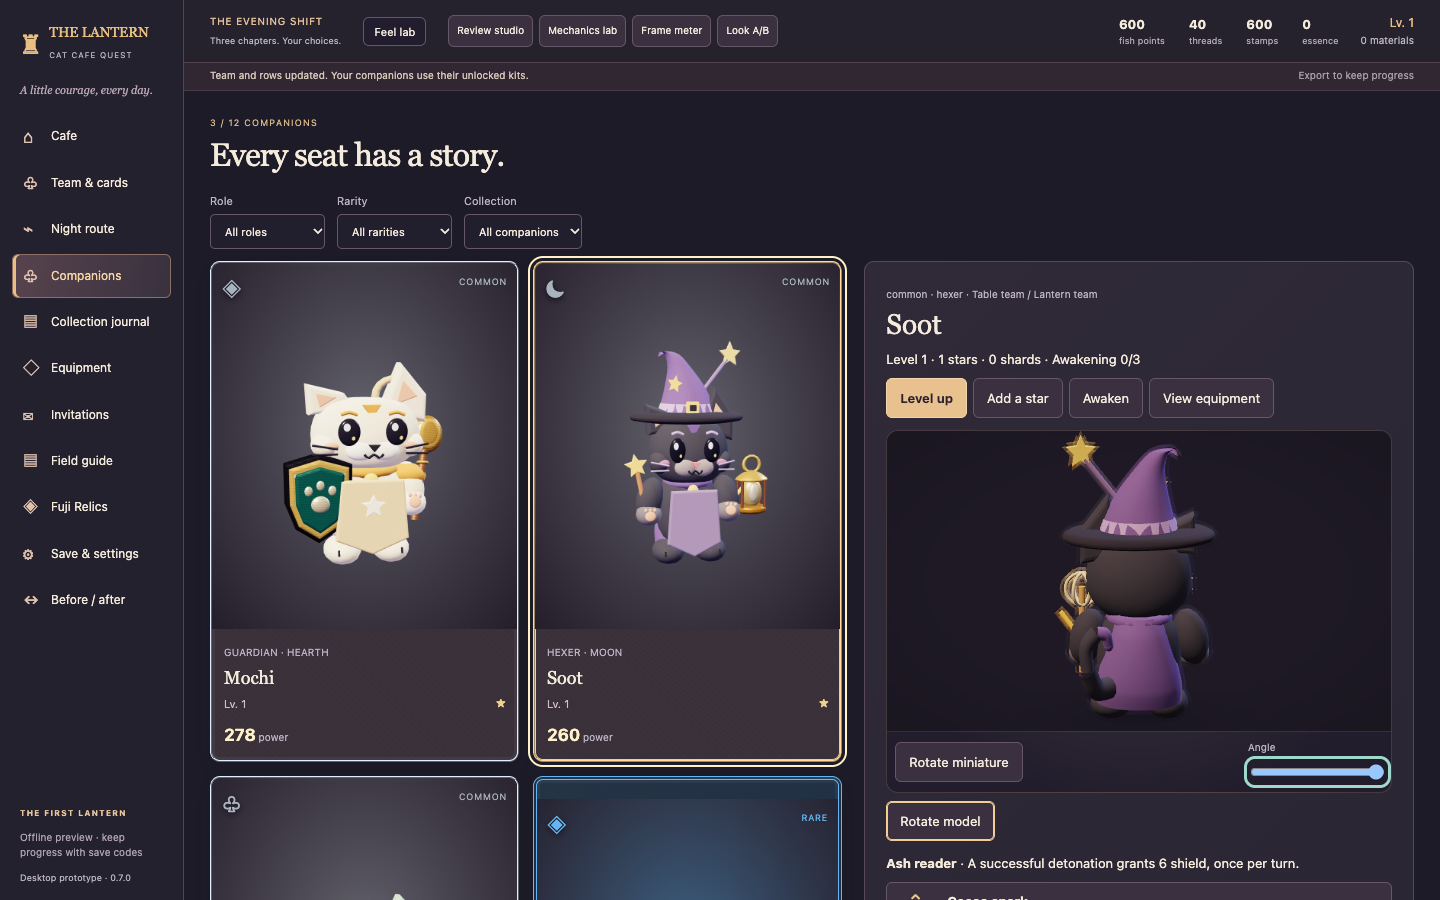 THE LANTERN
CAT CAFE QUEST
A little courage, every day.
Cafe
Team & cards
Night route
Companions
Collection journal
Equipment
Invitations
Field guide
Fuji Relics
Save & settings
Before / after
THE FIRST LANTERN
Offline preview · keep
progress with save codes
Desktop prototype · 0.7.0
THE EVENING SHIFT
Three chapters. Your choices.
Feel lab
Review studio
Mechanics lab
Frame meter
Look A/B
600
fish points
40
threads
600
stamps
0
essence
Lv. 1
0 materials
Team and rows updated. Your companions use their unlocked kits.
Export to keep progress
3 / 12 COMPANIONS
Every seat has a story.
Role
Rarity
Collection
All roles
All rarities
All companions
COMMON
GUARDIAN · HEARTH
Mochi
Lv. 1
278 power
COMMON
HEXER · MOON
Soot
Lv. 1
260 power
COMMON
RARE
common · hexer · Table team / Lantern team
Soot
Level 1 · 1 stars · 0 shards · Awakening 0/3
Level up
Add a star
Awaken
View equipment
Rotate miniature
Angle
Rotate model
Ash reader · A successful detonation grants 6 shield, once per turn.